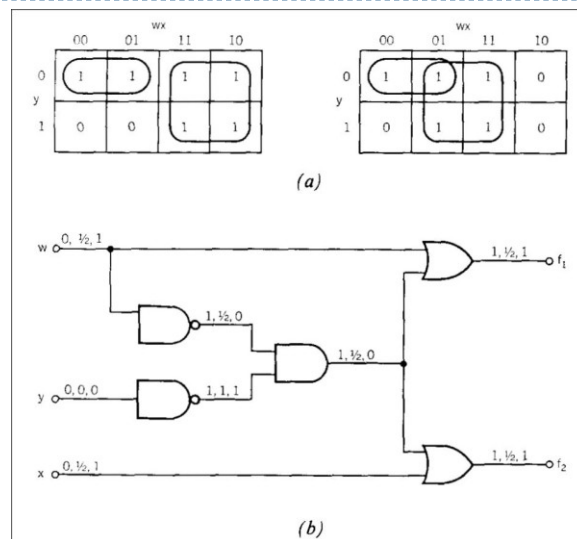 wx wx
00 01 11 10 00 01 11 10
0 1 1 1 1 0 1 1 1 0
y y
1 0 0 1 1 1 0 1 1 0
(a)
w 0, ½, 1 1, ½, 1 f₁
1, ½, 0
1, ½, 0
y 0, 0, 0 1, 1, 1
x 0, ½, 1 1, ½, 1 f₂
(b)